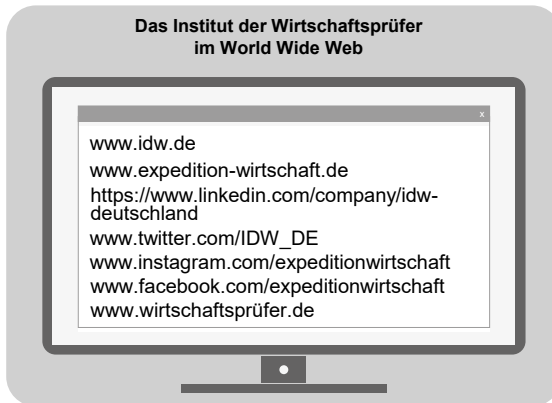 Das Institut der Wirtschaftsprüfer
im World Wide Web
x
www.idw.de
www.expedition-wirtschaft.de
https://www.linkedin.com/company/idw-
deutschland
www.twitter.com/IDW_DE
www.instagram.com/expeditionwirtschaft
www.facebook.com/expeditionwirtschaft
www.wirtschaftsprüfer.de